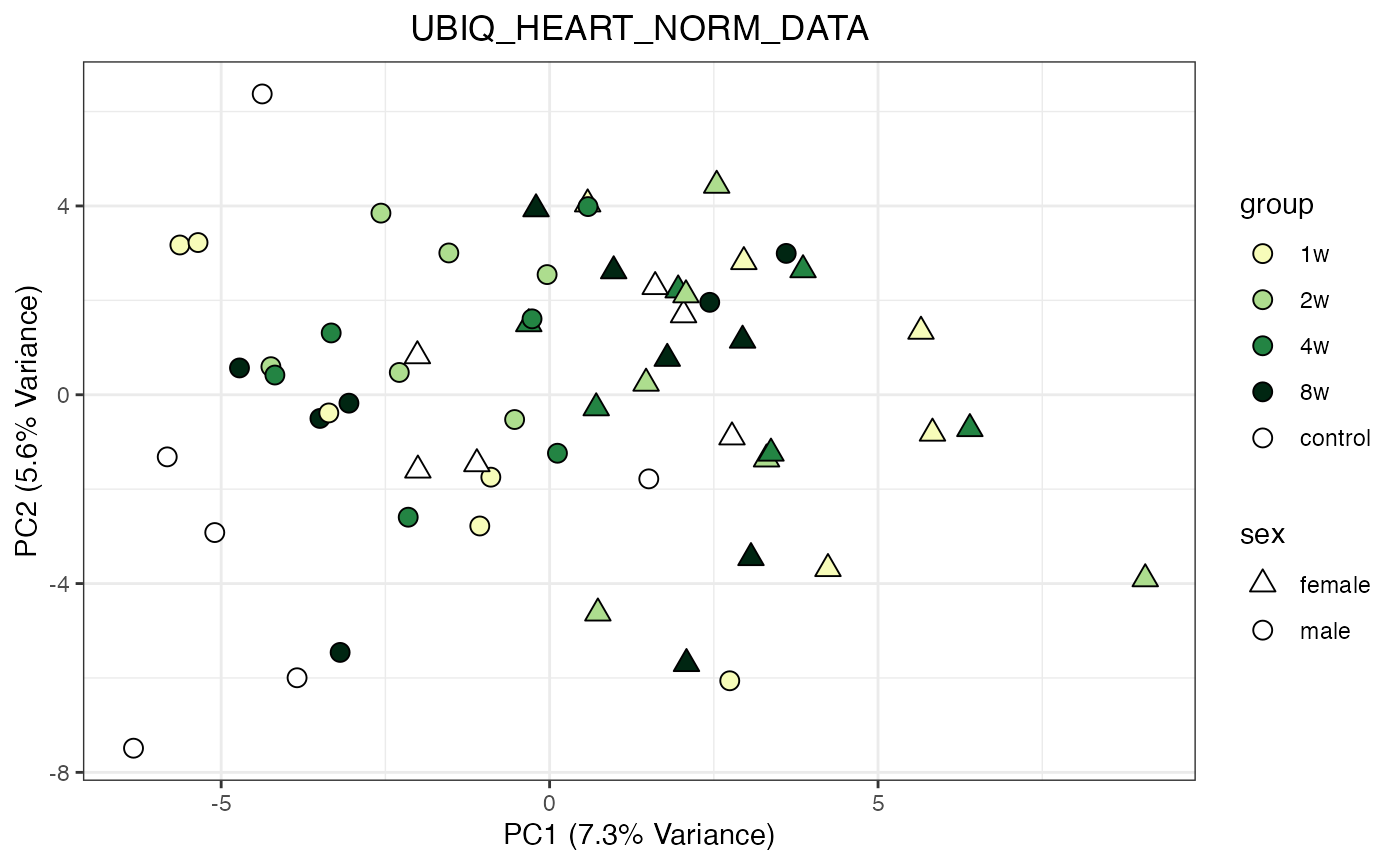 UBIQ_HEART_NORM_DATA
PC2 (5.6% Variance)
4
0
-4
-8
-5
0
5
PC1 (7.3% Variance)
group
1w
2w
4w
8w
control
sex
female
male